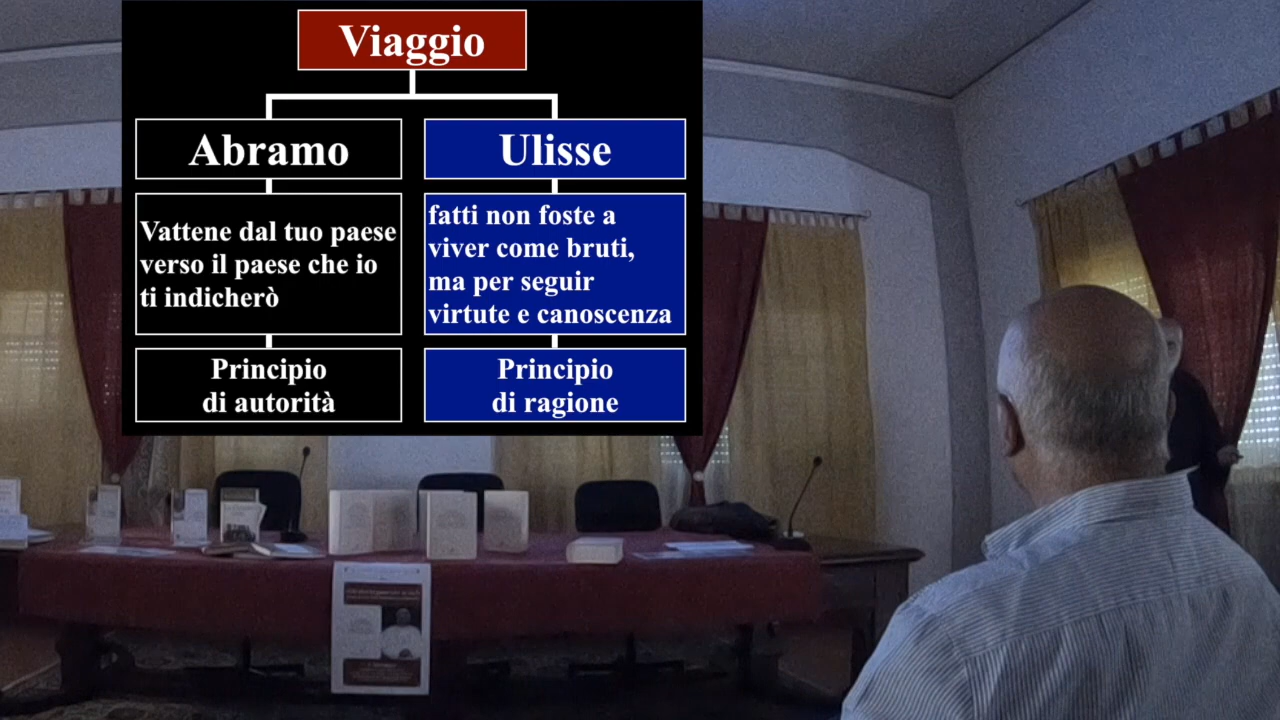 Viaggio
Abramo
Ulisse
Vattene dal tuo paese
verso il paese che io
ti indicherò
fatti non foste a
viver come bruti,
ma per seguir
virtute e canoscenza
Principio
di autorità
Principio
di ragione